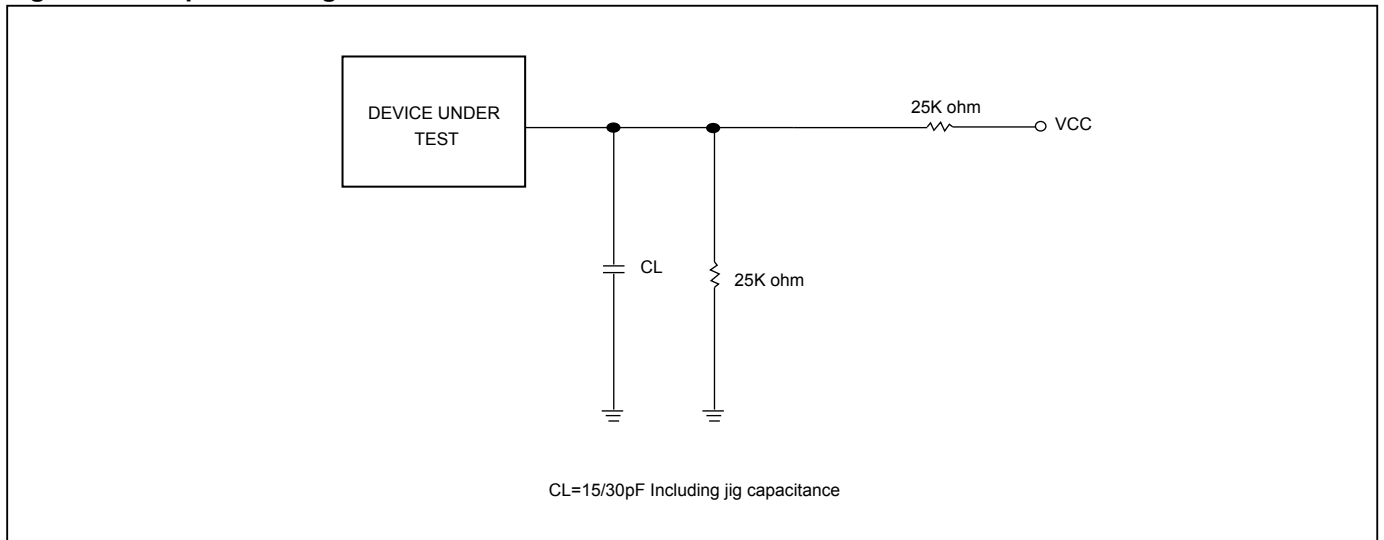 DEVICE UNDER
TEST
25K ohm
VCC
CL
25K ohm
CL=15/30pF Including jig capacitance